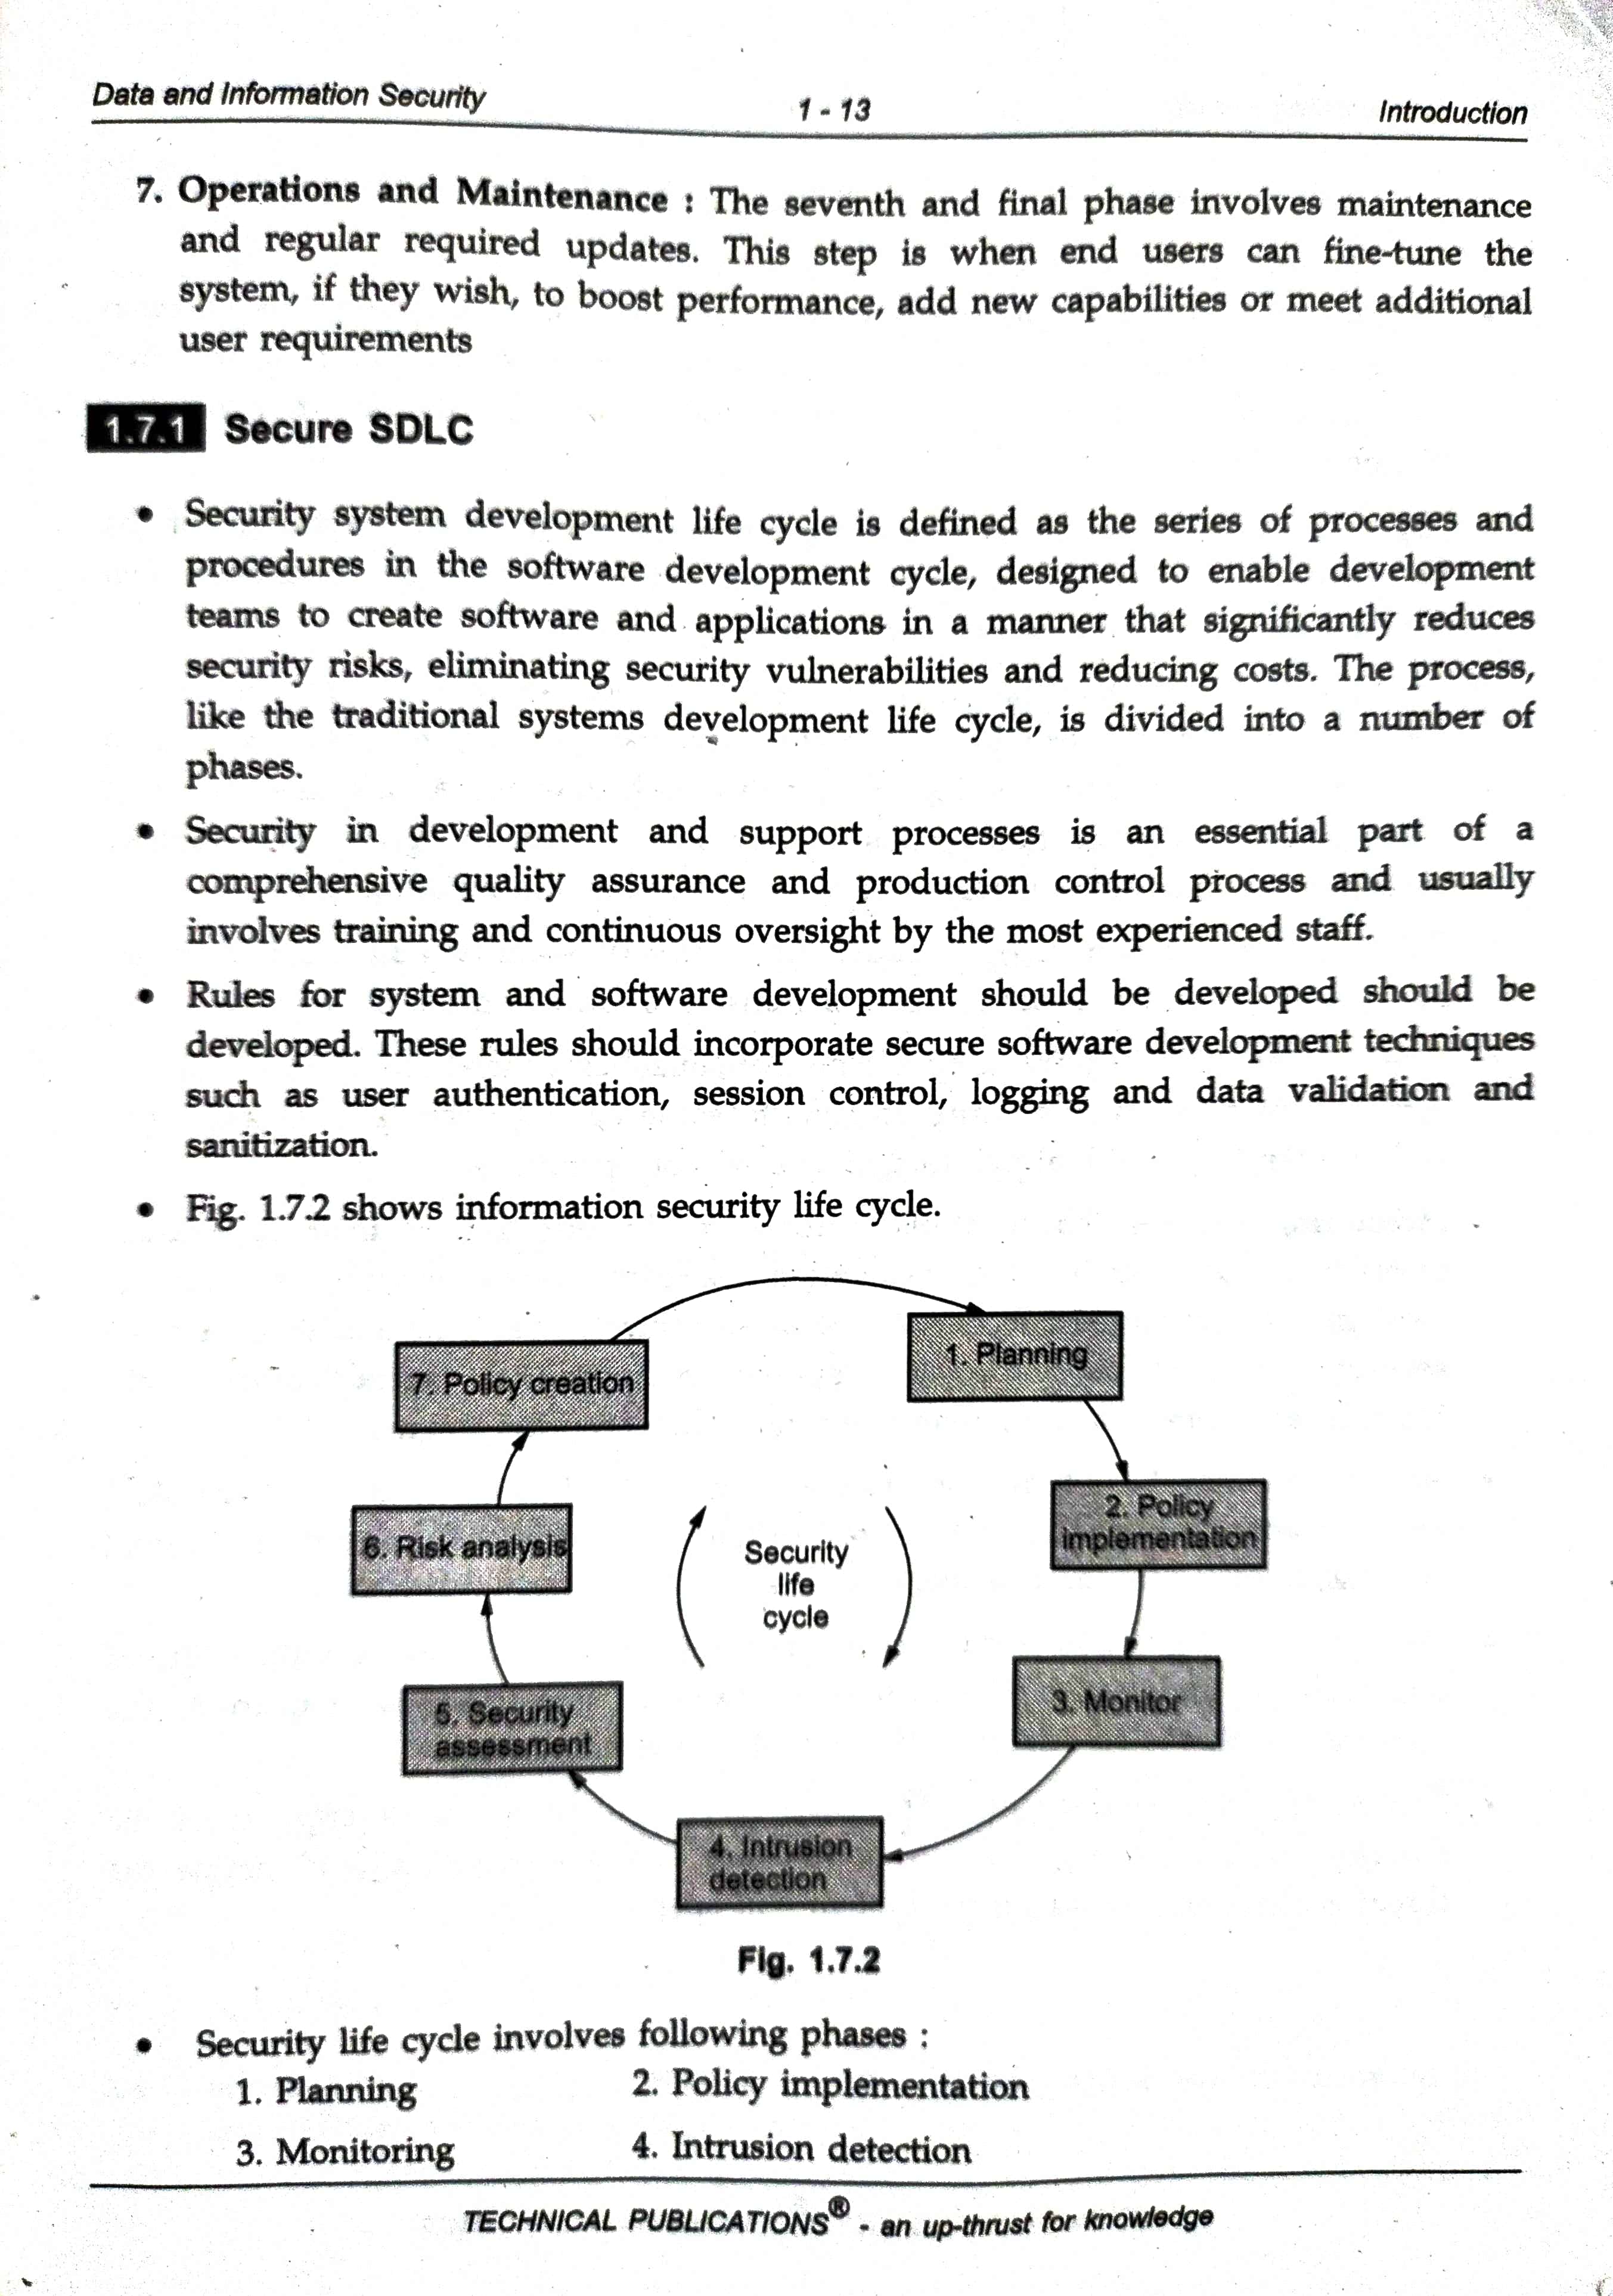 Data and Information Security 1 - 13 Introduction
7. Operations and Maintenance : The seventh and final phase involves maintenance
and regular required updates. This step is when end users can fine-tune the
system, if they wish, to boost performance, add new capabilities or meet additional
user requirements
1.7.1 Secure SDLC
• Security system development life cycle is defined as the series of processes and
procedures in the software development cycle, designed to enable development
teams to create software and applications in a manner that significantly reduces
security risks, eliminating security vulnerabilities and reducing costs. The process,
like the traditional systems development life cycle, is divided into a number of
phases.
• Security in development and support processes is an essential part of a
comprehensive quality assurance and production control process and usually
involves training and continuous oversight by the most experienced staff.
• Rules for system and software development should be developed should be
developed. These rules should incorporate secure software development techniques
such as user authentication, session control, logging and data validation and
sanitization.
• Fig. 1.7.2 shows information security life cycle.
1. Planning
7. Policy creation
2. Policy
implementation
6. Risk analysis
Security
life
cycle
3. Monitor
5. Security
assessment
4. Intrusion
detection
Fig. 1.7.2
• Security life cycle involves following phases :
1. Planning 2. Policy implementation
3. Monitoring 4. Intrusion detection
TECHNICAL PUBLICATIONS® - an up-thrust for knowledge